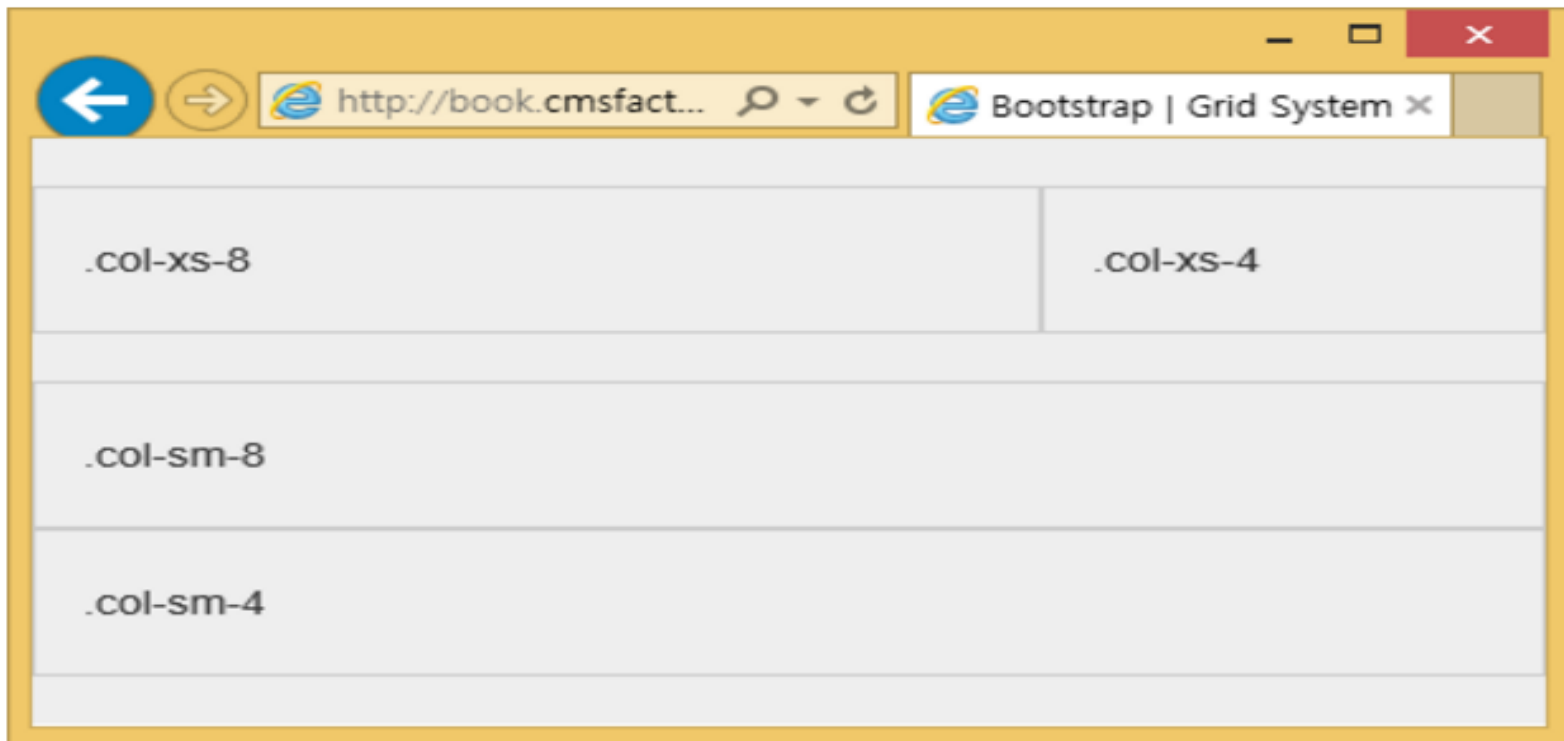 http://book.cmsfact... Bootstrap | Grid System
.col-xs-8 .col-xs-4
.col-sm-8
.col-sm-4